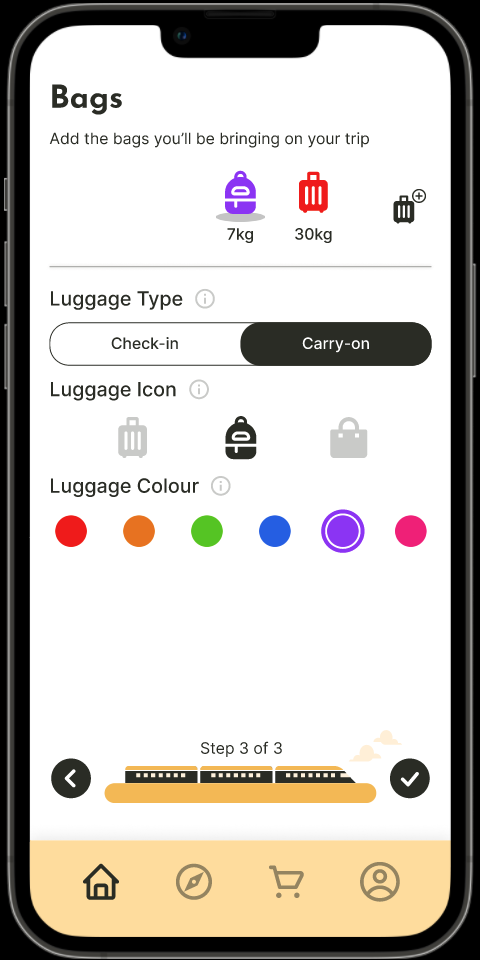 Bags
Add the bags you'll be bringing on your trip
7kg 30kg
Luggage Type
Check-in Carry-on
Luggage Icon
Luggage Colour
Step 3 of 3